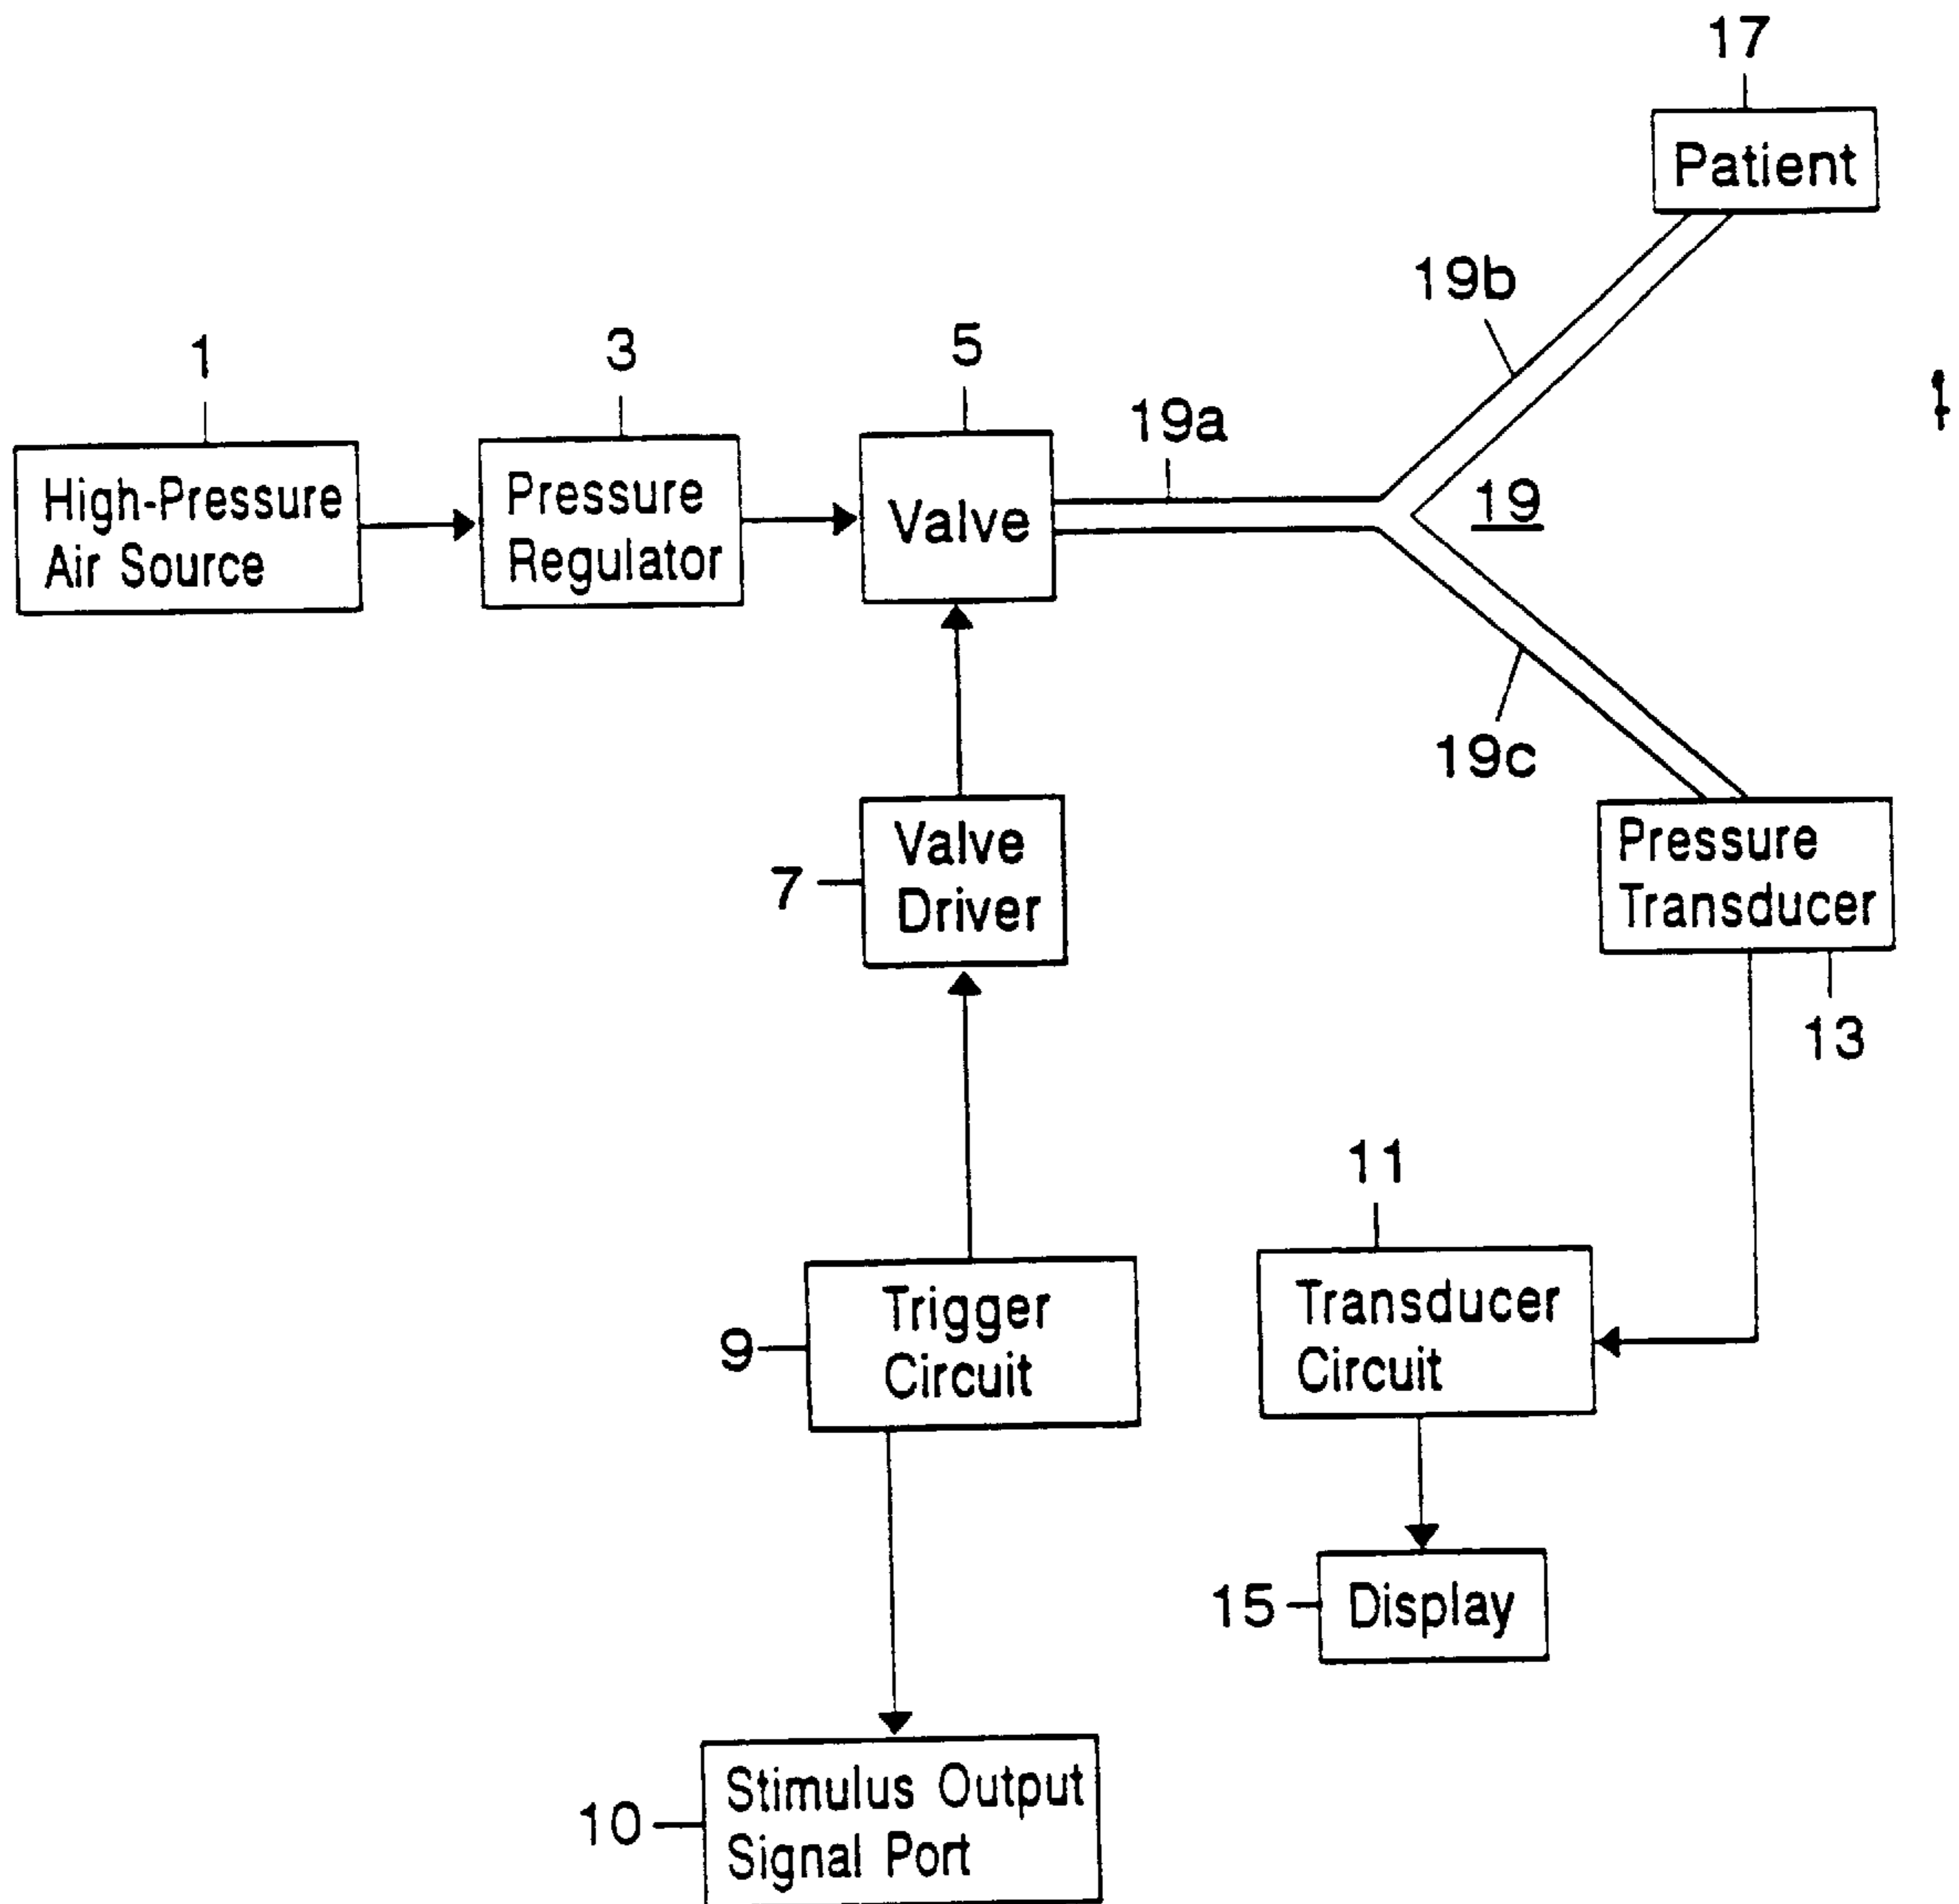 17
Patient
19b
1
3
5
19a
High-Pressure
Air Source
Pressure
Regulator
Valve
19
19c
7
Valve
Driver
Pressure
Transducer
13
11
9
Trigger
Circuit
Transducer
Circuit
15
Display
10
Stimulus Output
Signal Port